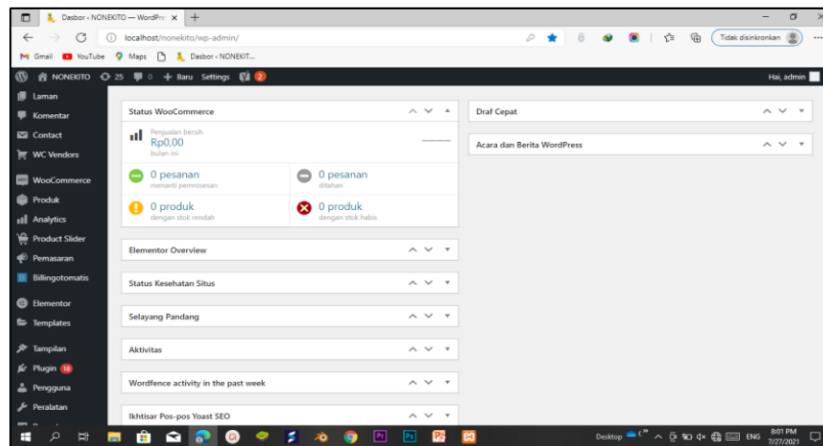 Dasbor ‹ NONEKITO — WordPre
localhost/nonekito/wp-admin/
Tidak disinkronkan
Gmail
YouTube
Maps
Dasbor ‹ NONEKIT...
NONEKITO
25
0
+ Baru
Settings
2
Hai, admin
Laman
Komentar
Contact
WC Vendors
WooCommerce
Produk
Analytics
Product Slider
Pemasaran
Billingotomatis
Elementor
Templates
Tampilan
Plugin 18
Pengguna
Peralatan
Status WooCommerce
Penjualan bersih
Rp0,00
bulan ini
0 pesanan
menanti pemrosesan
0 pesanan
ditahan
0 produk
dengan stok rendah
0 produk
dengan stok habis
Elementor Overview
Status Kesehatan Situs
Selayang Pandang
Aktivitas
Wordfence activity in the past week
Ikhtisar Pos-pos Yoast SEO
Draf Cepat
Acara dan Berita WordPress
Desktop
ENG
8:01 PM
7/27/2021